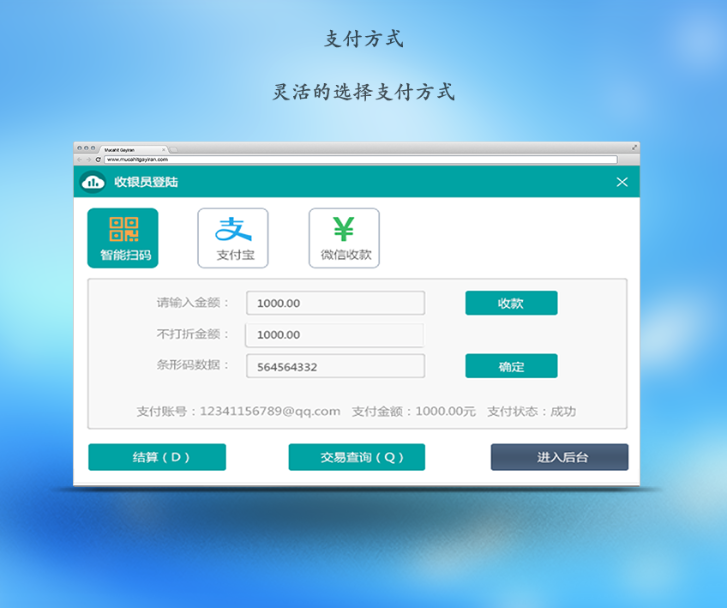 支付方式
灵活的选择支付方式
Mucahit Gayiran
www.mucahitgayiran.com
收银员登陆
智能扫码 支付宝 微信收款
请输入金额： 1000.00 收款
不打折金额： 1000.00
条形码数据： 564564332 确定
支付账号：12341156789@qq.com 支付金额：1000.00元 支付状态：成功
结算（D） 交易查询（Q） 进入后台